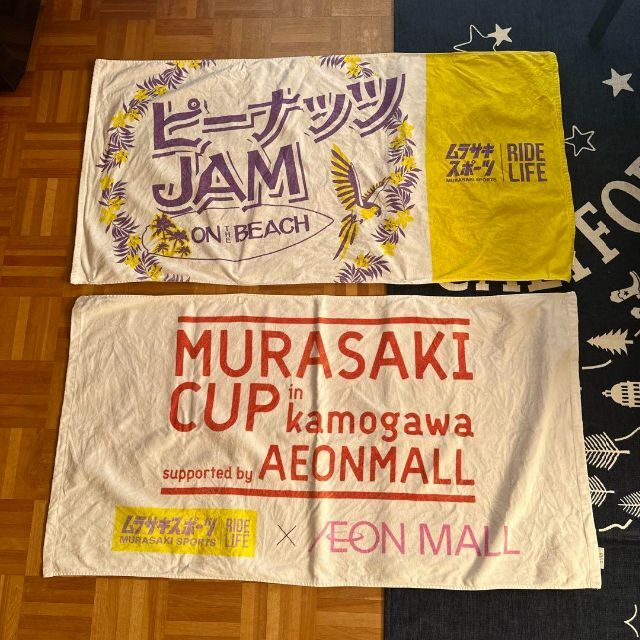 ピーナッツ
JAM
ON THE BEACH
ムラサキ
スポーツ
MURASAKI SPORTS
RIDE
LIFE
MURASAKI
CUP in kamogawa
supported by AEONMALL
ムラサキスポーツ
MURASAKI SPORTS
RIDE
LIFE
×
ÆON MALL